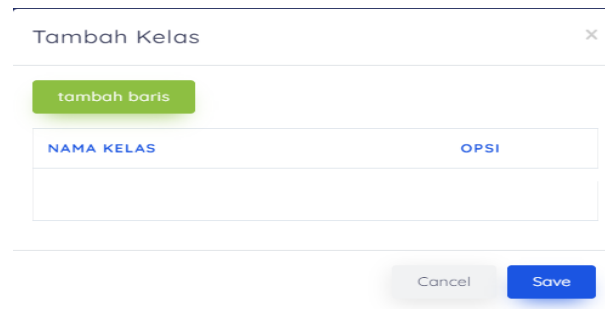 Tambah Kelas ×
tambah baris
NAMA KELAS OPSI
Cancel Save